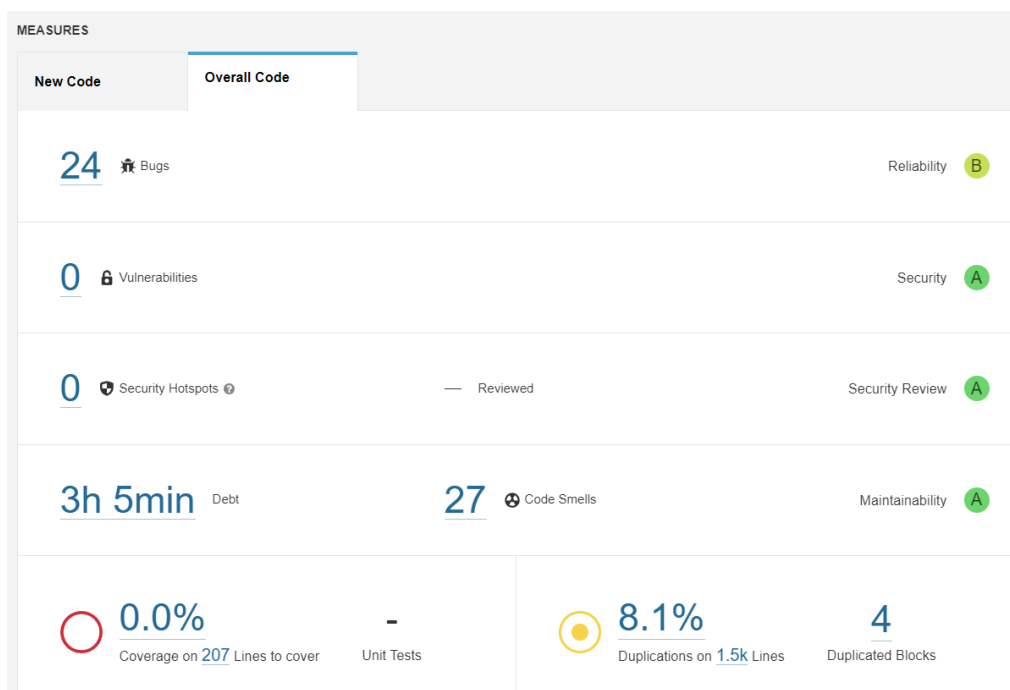 MEASURES
New Code
Overall Code
24 Bugs Reliability B
0 Vulnerabilities Security A
0 Security Hotspots ? — Reviewed Security Review A
3h 5min Debt 27 Code Smells Maintainability A
0.0% - 8.1% 4
Coverage on 207 Lines to cover Unit Tests Duplications on 1.5k Lines Duplicated Blocks